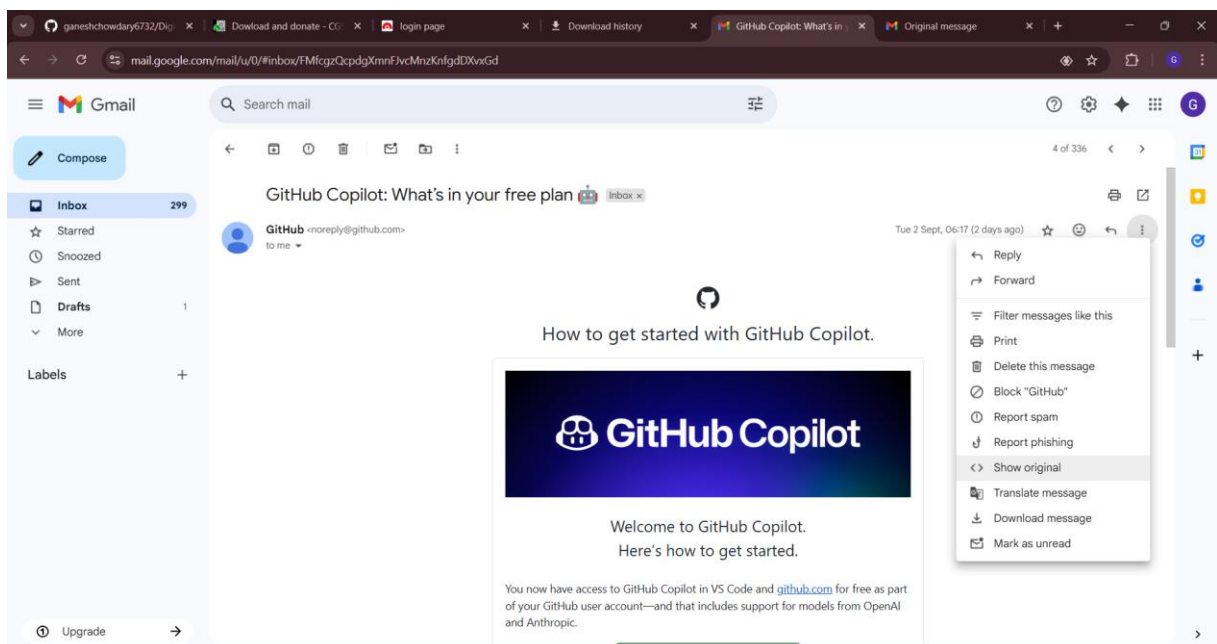 ganeshchowdary6732/Dig
Dowload and donate - CG
login page
Download history
GitHub Copilot: What's in
Original message
mail.google.com/mail/u/0/#inbox/FMfcgzQcpdgXmnFJvcMnzKnfgdDXvxGd
G
Gmail
Search mail
G
Compose
4 of 336
31
GitHub Copilot: What's in your free plan 🤖 Inbox ×
Inbox 299
Starred
Snoozed
Sent
Drafts 1
More
Labels
Upgrade
GitHub <noreply@github.com>
to me
Tue 2 Sept, 06:17 (2 days ago)
How to get started with GitHub Copilot.
GitHub Copilot
Welcome to GitHub Copilot.
Here's how to get started.
You now have access to GitHub Copilot in VS Code and github.com for free as part
of your GitHub user account—and that includes support for models from OpenAI
and Anthropic.
Reply
Forward
Filter messages like this
Print
Delete this message
Block "GitHub"
Report spam
Report phishing
Show original
Translate message
Download message
Mark as unread